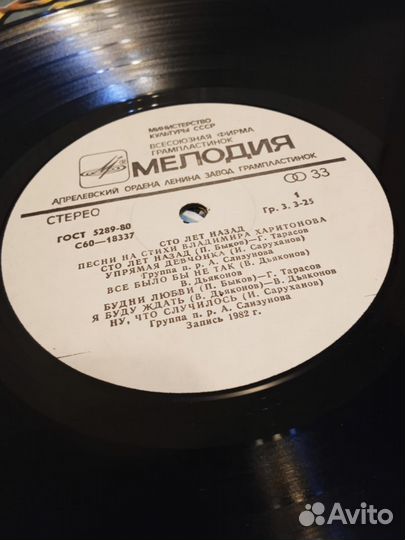 МИНИСТЕРСТВО
КУЛЬТУРЫ СССР
ВСЕСОЮЗНАЯ ФИРМА
ГРАМПЛАСТИНОК
МЕЛОДИЯ
АПРЕЛЕВСКИЙ ОРДЕНА ЛЕНИНА ЗАВОД ГРАМПЛАСТИНОК
СТЕРЕО
33
ГОСТ 5289-80
С60—18337
1
Гр. 3. 3-25
СТО ЛЕТ НАЗАД
ПЕСНИ НА СТИХИ ВЛАДИМИРА ХАРИТОНОВА
СТО ЛЕТ НАЗАД (П. Быков)—Г. Тарасов
УПРЯМАЯ ДЕВЧОНКА (И. Саруханов)
Группа п. р. А. Слизунова
ВСЕ БЫЛО БЫ НЕ ТАК (В. Дьяконов)
В. Дьяконов
БУДНИ ЛЮБВИ (П. Быков)—Г. Тарасов
Я БУДУ ЖДАТЬ (В. Дьяконов)—В. Дьяконов
НУ, ЧТО СЛУЧИЛОСЬ (И. Саруханов)
Группа п. р. А. Слизунова
Запись 1982 г.
Avito